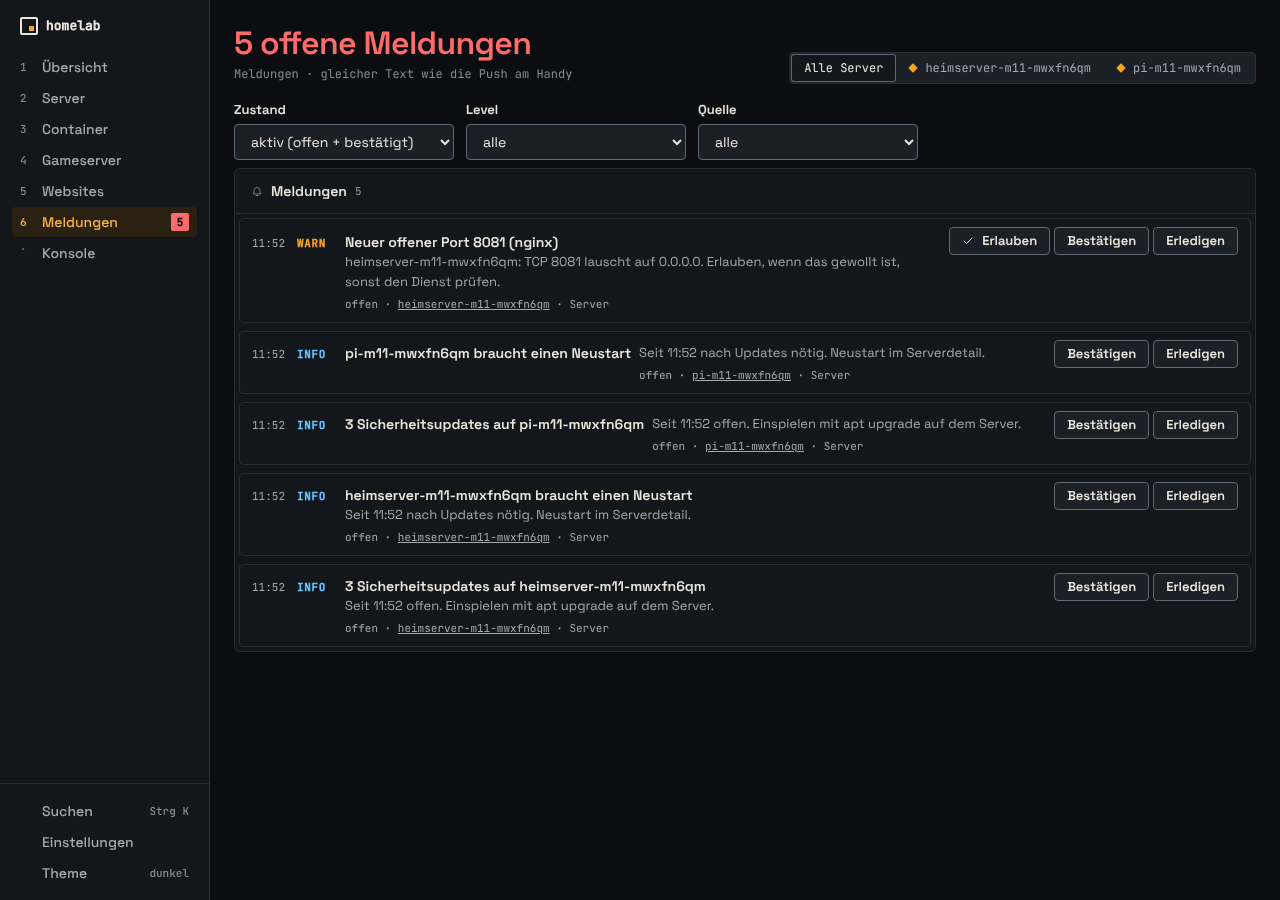 homelab
1 Übersicht
2 Server
3 Container
4 Gameserver
5 Websites
6 Meldungen 5
` Konsole
Suchen Strg K
Einstellungen
Theme dunkel
5 offene Meldungen
Meldungen · gleicher Text wie die Push am Handy
Alle Server heimserver-m11-mwxfn6qm pi-m11-mwxfn6qm
Zustand Level Quelle
aktiv (offen + bestätigt) alle alle
Meldungen 5
11:52 WARN Neuer offener Port 8081 (nginx) Erlauben Bestätigen Erledigen
heimserver-m11-mwxfn6qm: TCP 8081 lauscht auf 0.0.0.0. Erlauben, wenn das gewollt ist,
sonst den Dienst prüfen.
offen · heimserver-m11-mwxfn6qm · Server
11:52 INFO pi-m11-mwxfn6qm braucht einen Neustart Seit 11:52 nach Updates nötig. Neustart im Serverdetail. Bestätigen Erledigen
offen · pi-m11-mwxfn6qm · Server
11:52 INFO 3 Sicherheitsupdates auf pi-m11-mwxfn6qm Seit 11:52 offen. Einspielen mit apt upgrade auf dem Server. Bestätigen Erledigen
offen · pi-m11-mwxfn6qm · Server
11:52 INFO heimserver-m11-mwxfn6qm braucht einen Neustart Bestätigen Erledigen
Seit 11:52 nach Updates nötig. Neustart im Serverdetail.
offen · heimserver-m11-mwxfn6qm · Server
11:52 INFO 3 Sicherheitsupdates auf heimserver-m11-mwxfn6qm Bestätigen Erledigen
Seit 11:52 offen. Einspielen mit apt upgrade auf dem Server.
offen · heimserver-m11-mwxfn6qm · Server